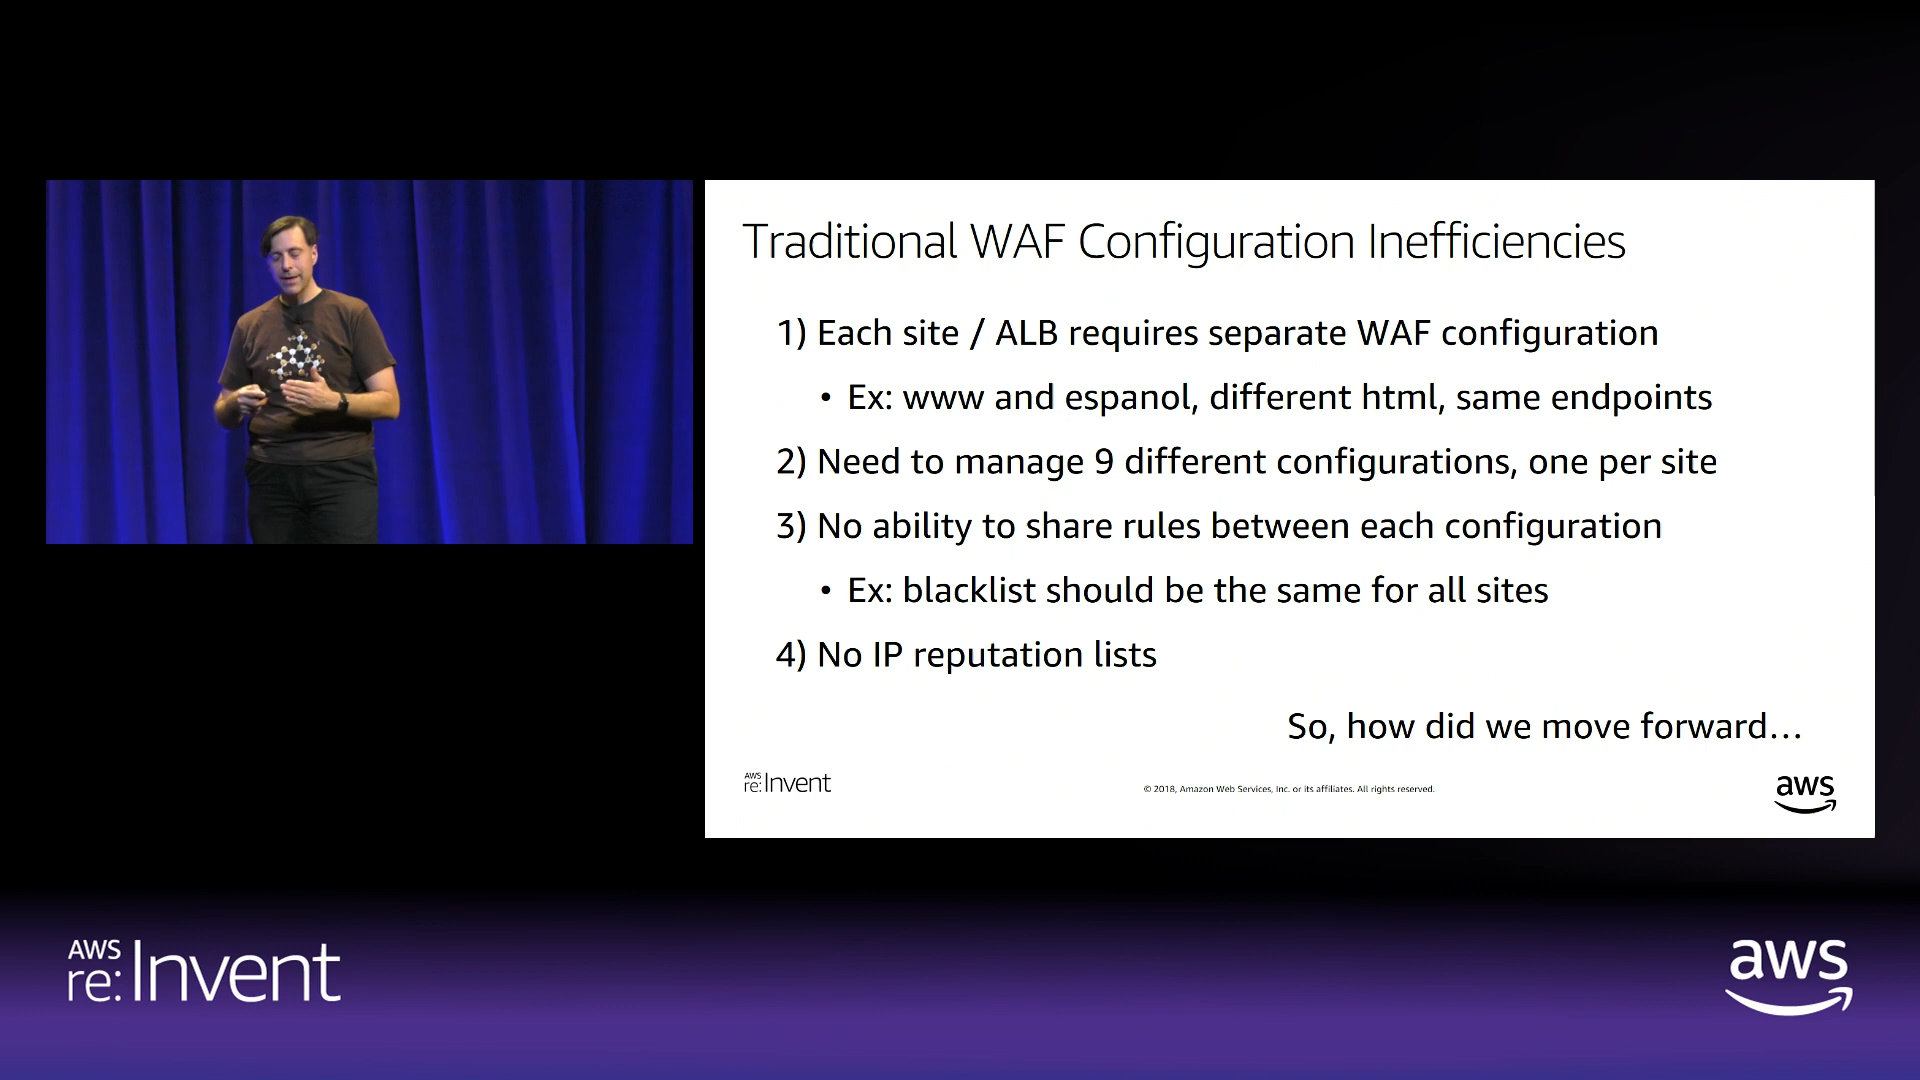 Traditional WAF Configuration Inefficiencies
1) Each site / ALB requires separate WAF configuration
• Ex: www and espanol, different html, same endpoints
2) Need to manage 9 different configurations, one per site
3) No ability to share rules between each configuration
• Ex: blacklist should be the same for all sites
4) No IP reputation lists
So, how did we move forward...
AWS
re:Invent
© 2018, Amazon Web Services, Inc. or its affiliates. All rights reserved.
aws
AWS
re:Invent
aws